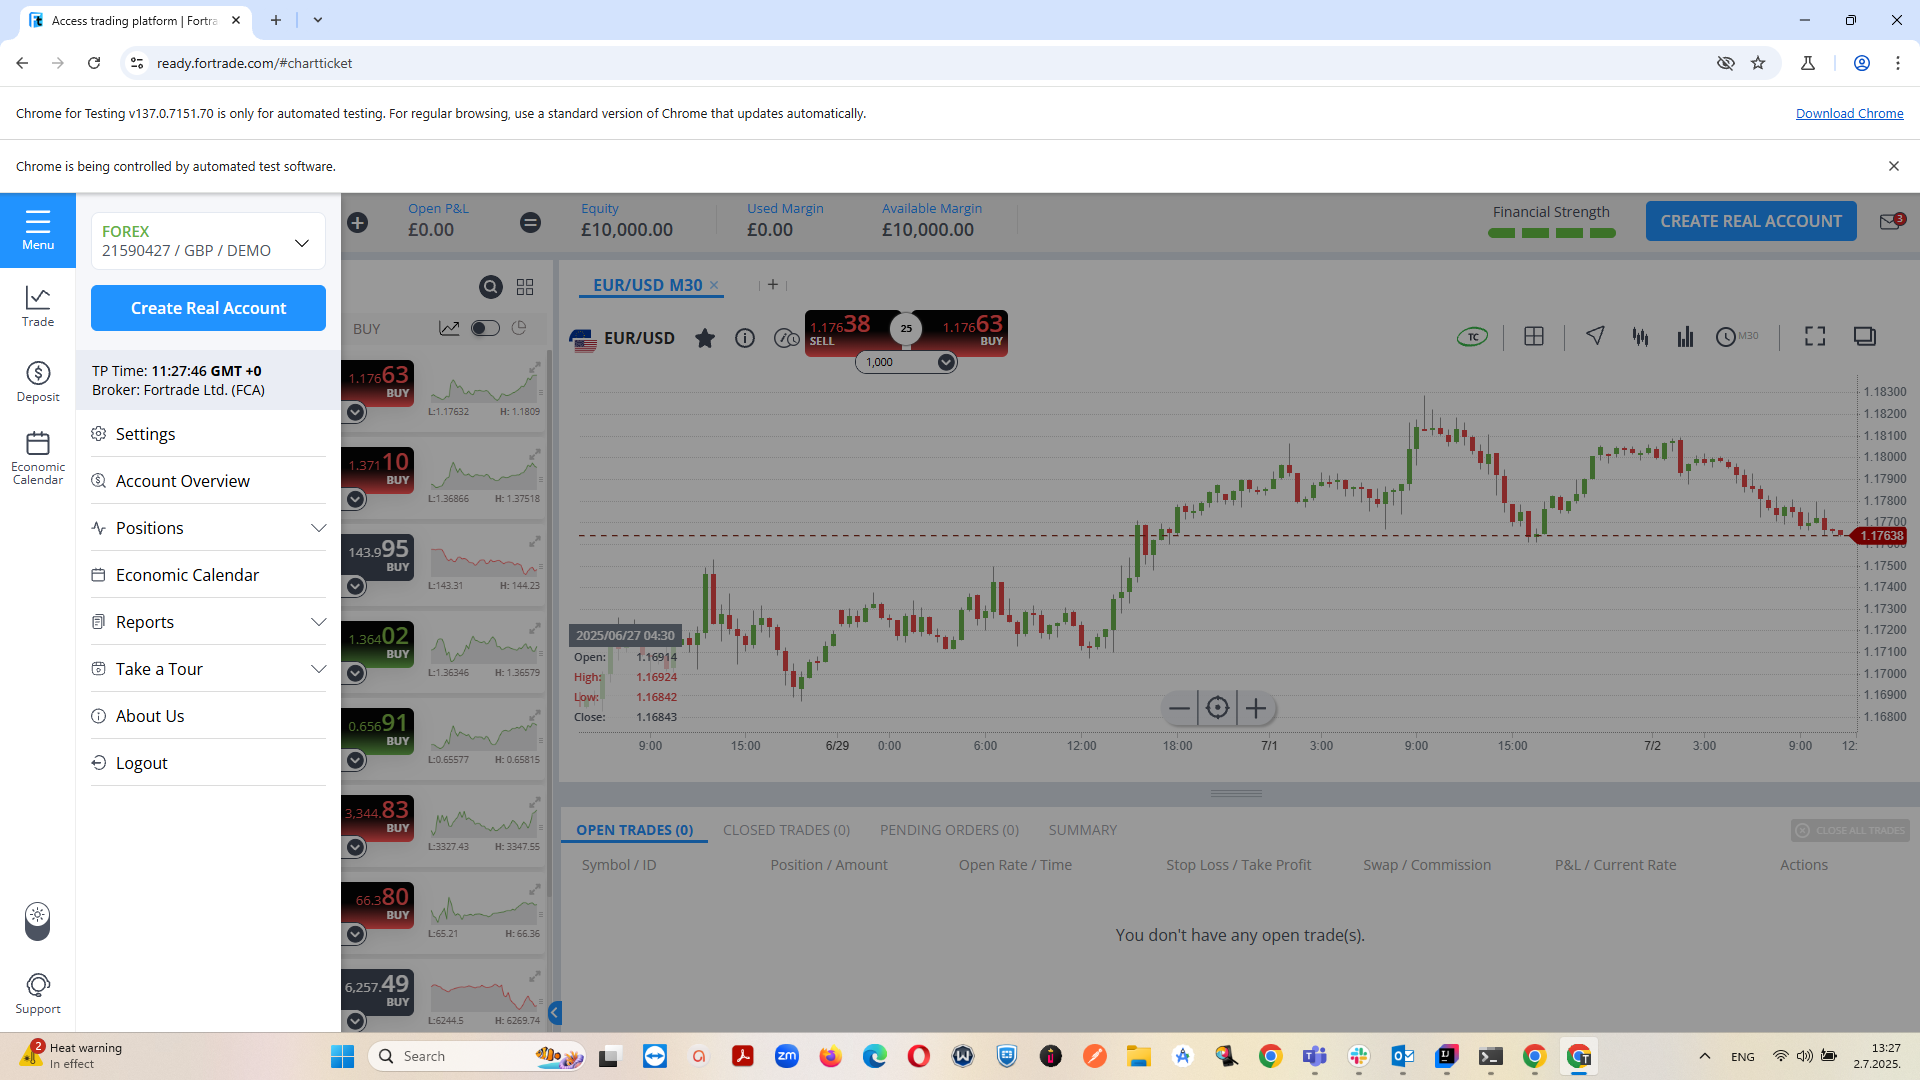 Access trading platform | Fortra
ready.fortrade.com/#chartticket
Chrome for Testing v137.0.7151.70 is only for automated testing. For regular browsing, use a standard version of Chrome that updates automatically.
Download Chrome
Chrome is being controlled by automated test software.
Menu
Trade
Deposit
Economic
Calendar
Support
FOREX
21590427 / GBP / DEMO
Create Real Account
TP Time: 11:27:46 GMT +0
Broker: Fortrade Ltd. (FCA)
Settings
Account Overview
Positions
Economic Calendar
Reports
Take a Tour
About Us
Logout
Open P&L
£0.00
Equity
£10,000.00
Used Margin
£0.00
Available Margin
£10,000.00
Financial Strength
CREATE REAL ACCOUNT
3
BUY
1.17663
BUY
L:1.17632 H: 1.1809
1.37110
BUY
L:1.36866 H: 1.37518
143.995
BUY
L:143.31 H: 144.23
1.36402
BUY
L:1.36346 H: 1.36579
0.65691
BUY
L:0.65577 H: 0.65815
3,344.83
BUY
L:3327.43 H: 3347.55
66.380
BUY
L:65.21 H: 66.36
6,257.49
BUY
L:6244.5 H: 6269.74
EUR/USD M30
EUR/USD
1.17638
SELL
25
1.17663
BUY
1,000
TC
M30
1.18300
1.18200
1.18100
1.18000
1.17900
1.17800
1.17700
1.17638
1.17500
1.17400
1.17300
1.17200
1.17100
1.17000
1.16900
1.16800
2025/06/27 04:30
Open: 1.16914
High: 1.16924
Low: 1.16842
Close: 1.16843
9:00 15:00 6/29 0:00 6:00 12:00 18:00 7/1 3:00 9:00 15:00 7/2 3:00 9:00 12:
OPEN TRADES (0) CLOSED TRADES (0) PENDING ORDERS (0) SUMMARY
CLOSE ALL TRADES
Symbol / ID Position / Amount Open Rate / Time Stop Loss / Take Profit Swap / Commission P&L / Current Rate Actions
You don't have any open trade(s).
2
Heat warning
In effect
Search
zm
ENG
13:27
2.7.2025.